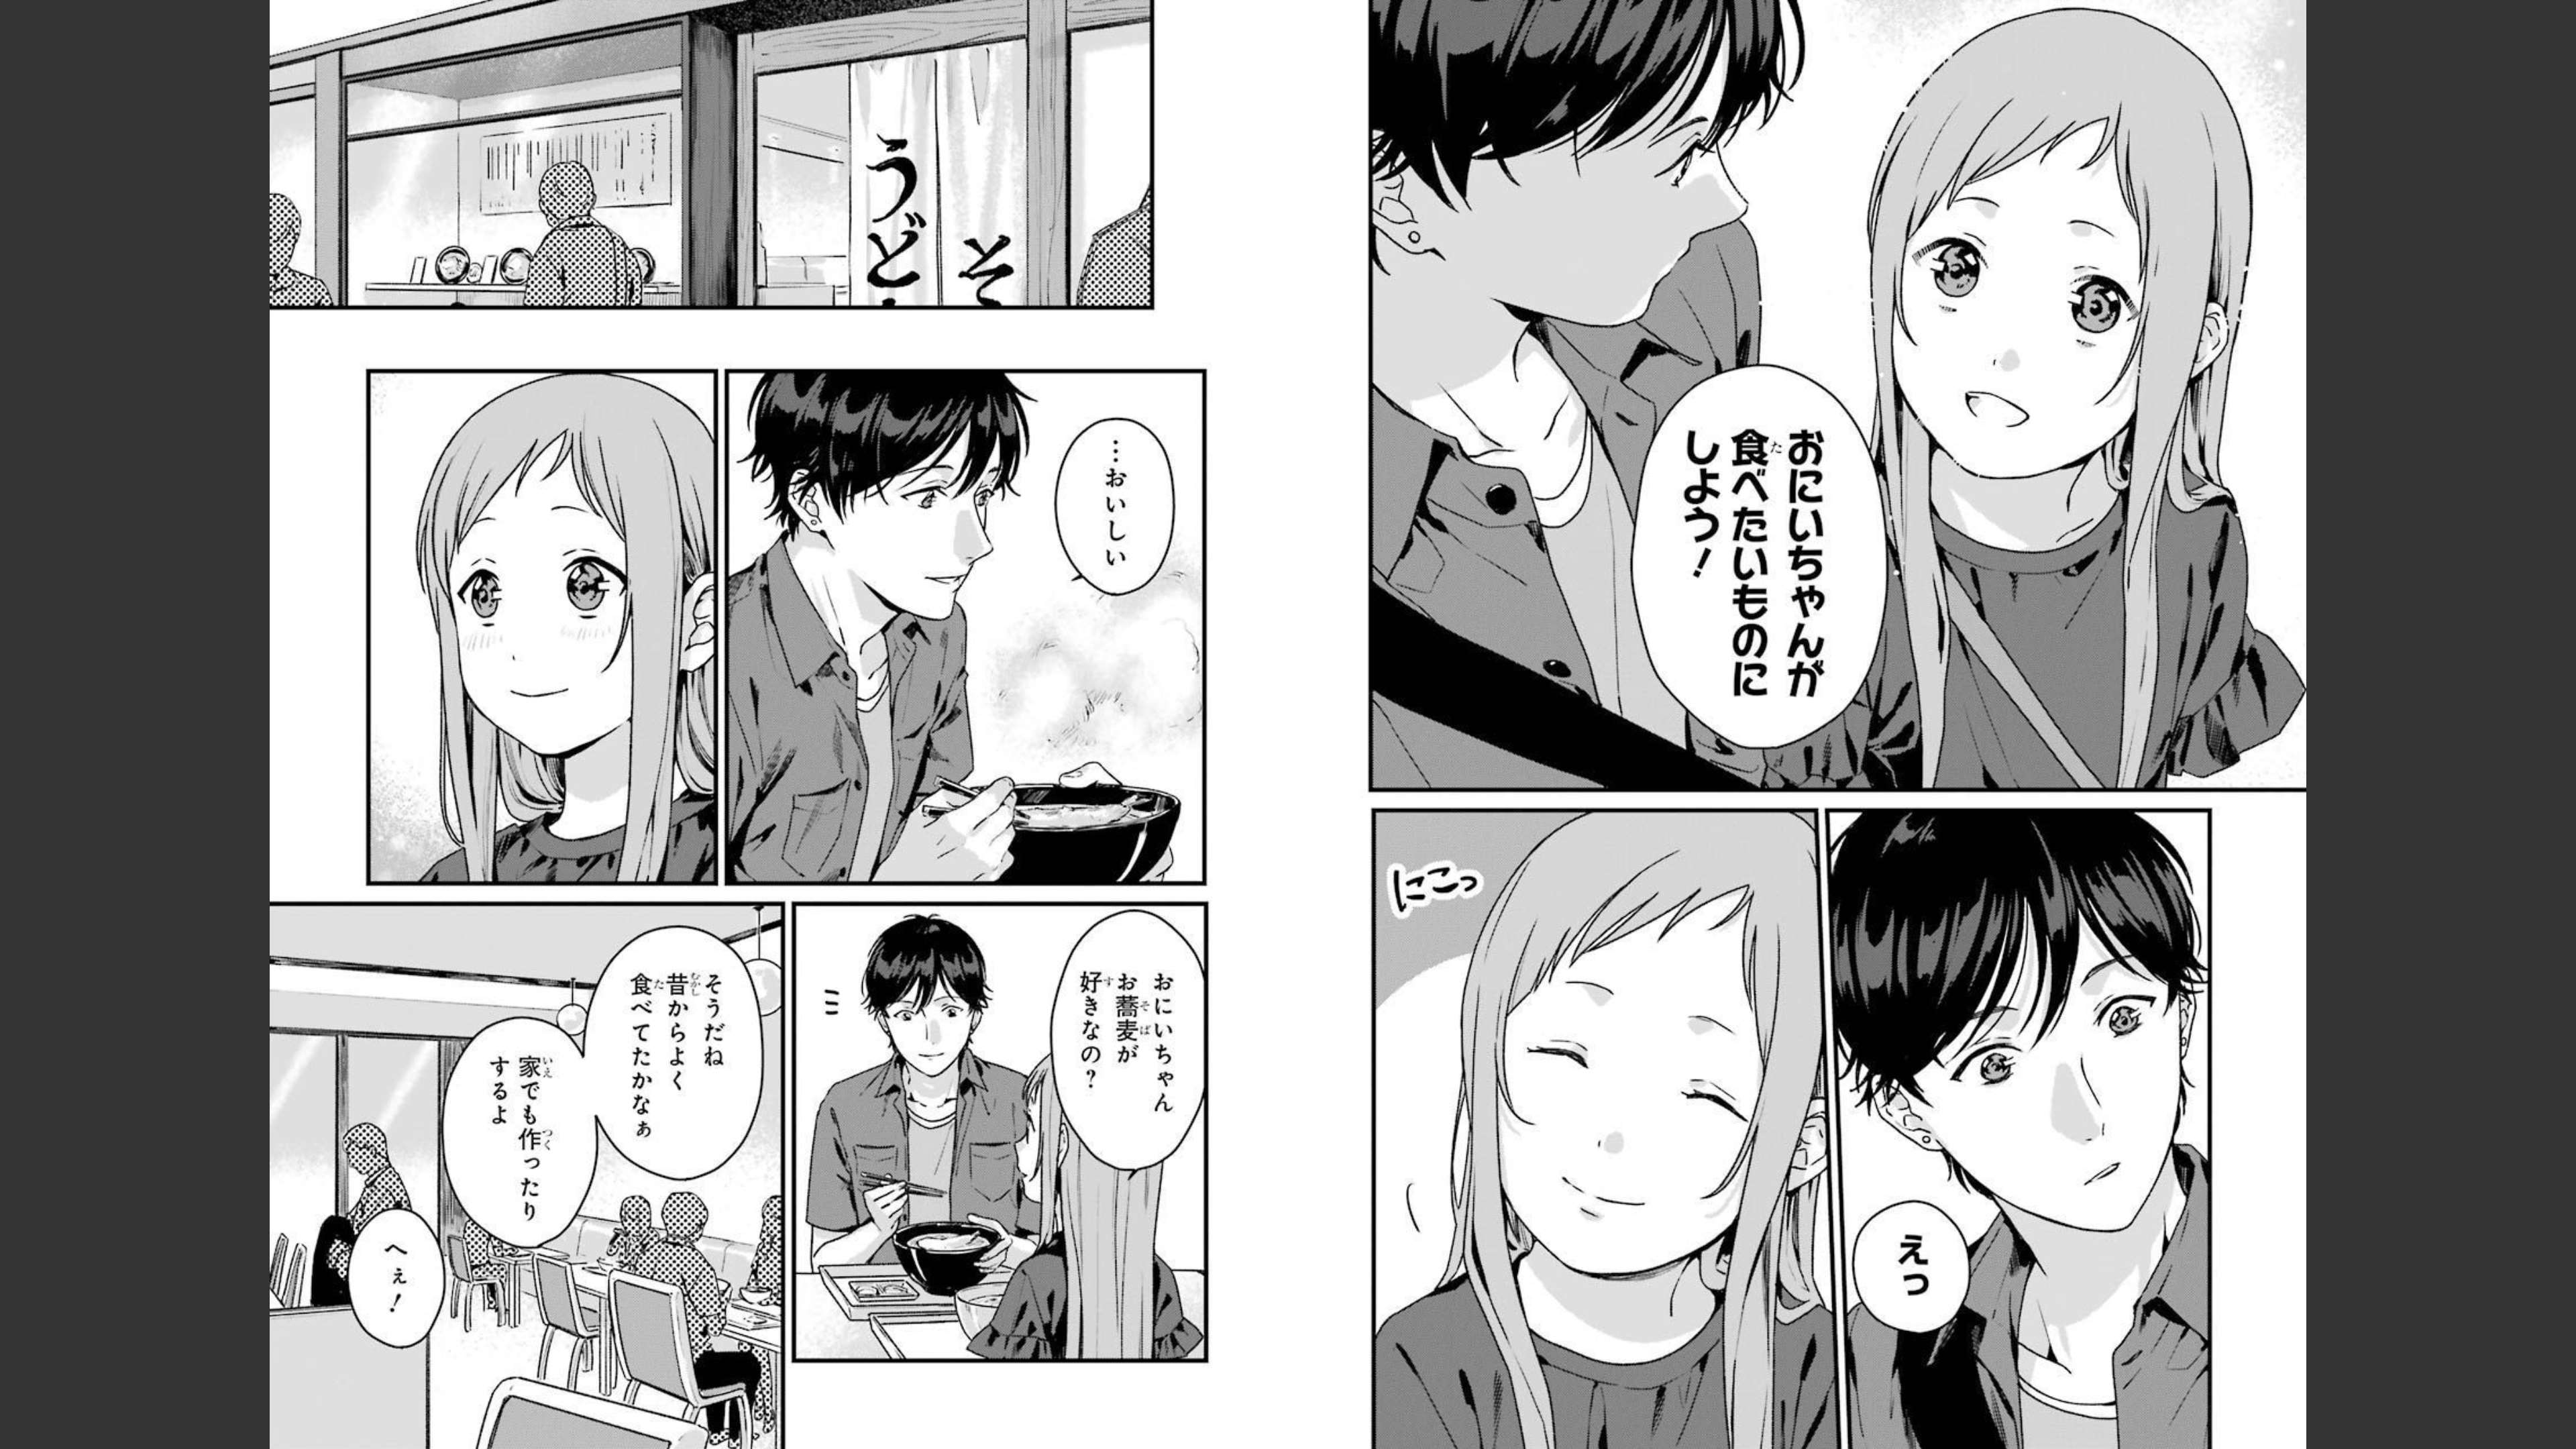 おにいちゃんが
食べたいものに
しよう!
えっ
にこっ
そ
うど
…おいしい
おにいちゃん
お蕎麦が
好きなの?
そうだね
昔からよく
食べてたかなぁ
家でも作ったり
するよ
へぇ!